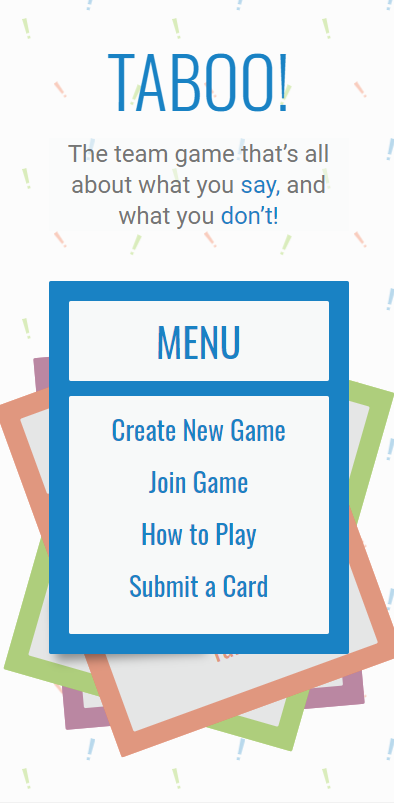 TABOO!
The team game that’s all
about what you say, and
what you don’t!
MENU
Create New Game
Join Game
How to Play
Submit a Card